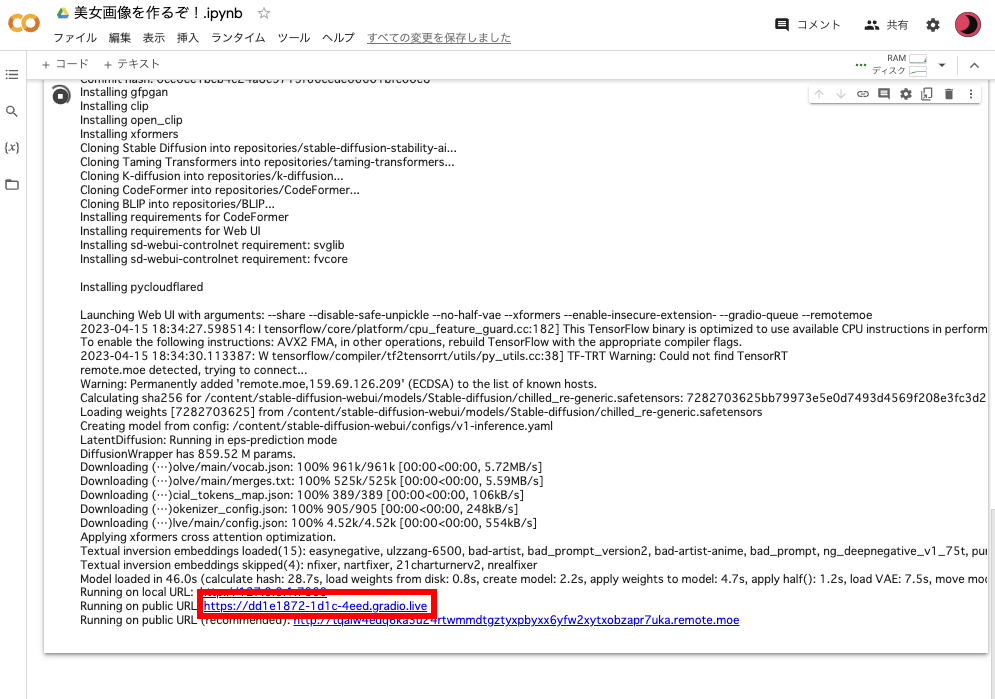 美女画像を作るぞ！.ipynb
コメント
共有
ファイル 編集 表示 挿入 ランタイム ツール ヘルプ すべての変更を保存しました
+ コード + テキスト
RAM
ディスク
{x}
Installing gfpgan
Installing clip
Installing open_clip
Installing xformers
Cloning Stable Diffusion into repositories/stable-diffusion-stability-ai...
Cloning Taming Transformers into repositories/taming-transformers...
Cloning K-diffusion into repositories/k-diffusion...
Cloning CodeFormer into repositories/CodeFormer...
Cloning BLIP into repositories/BLIP...
Installing requirements for CodeFormer
Installing requirements for Web UI
Installing sd-webui-controlnet requirement: svglib
Installing sd-webui-controlnet requirement: fvcore
Installing pycloudflared
Launching Web UI with arguments: --share --disable-safe-unpickle --no-half-vae --xformers --enable-insecure-extension- --gradio-queue --remotemoe
2023-04-15 18:34:27.598514: I tensorflow/core/platform/cpu_feature_guard.cc:182] This TensorFlow binary is optimized to use available CPU instructions in perform
To enable the following instructions: AVX2 FMA, in other operations, rebuild TensorFlow with the appropriate compiler flags.
2023-04-15 18:34:30.113387: W tensorflow/compiler/tf2tensorrt/utils/py_utils.cc:38] TF-TRT Warning: Could not find TensorRT
remote.moe detected, trying to connect...
Warning: Permanently added 'remote.moe,159.69.126.209' (ECDSA) to the list of known hosts.
Calculating sha256 for /content/stable-diffusion-webui/models/Stable-diffusion/chilled_re-generic.safetensors: 7282703625bb79973e5e0d7493d4569f208e3fc3d2
Loading weights [7282703625] from /content/stable-diffusion-webui/models/Stable-diffusion/chilled_re-generic.safetensors
Creating model from config: /content/stable-diffusion-webui/configs/v1-inference.yaml
LatentDiffusion: Running in eps-prediction mode
DiffusionWrapper has 859.52 M params.
Downloading (…)olve/main/vocab.json: 100% 961k/961k [00:00<00:00, 5.72MB/s]
Downloading (…)olve/main/merges.txt: 100% 525k/525k [00:00<00:00, 5.59MB/s]
Downloading (…)cial_tokens_map.json: 100% 389/389 [00:00<00:00, 106kB/s]
Downloading (…)okenizer_config.json: 100% 905/905 [00:00<00:00, 248kB/s]
Downloading (…)lve/main/config.json: 100% 4.52k/4.52k [00:00<00:00, 554kB/s]
Applying xformers cross attention optimization.
Textual inversion embeddings loaded(15): easynegative, ulzzang-6500, bad-artist, bad_prompt_version2, bad-artist-anime, bad_prompt, ng_deepnegative_v1_75t, pu
Textual inversion embeddings skipped(4): nfixer, nartfixer, 21charturnerv2, nrealfixer
Model loaded in 46.0s (calculate hash: 28.7s, load weights from disk: 0.8s, create model: 2.2s, apply weights to model: 4.7s, apply half(): 1.2s, load VAE: 7.5s, move mo
Running on local URL:
Running on public URL https://dd1e1872-1d1c-4eed.gradio.live
Running on public URL (recommended):